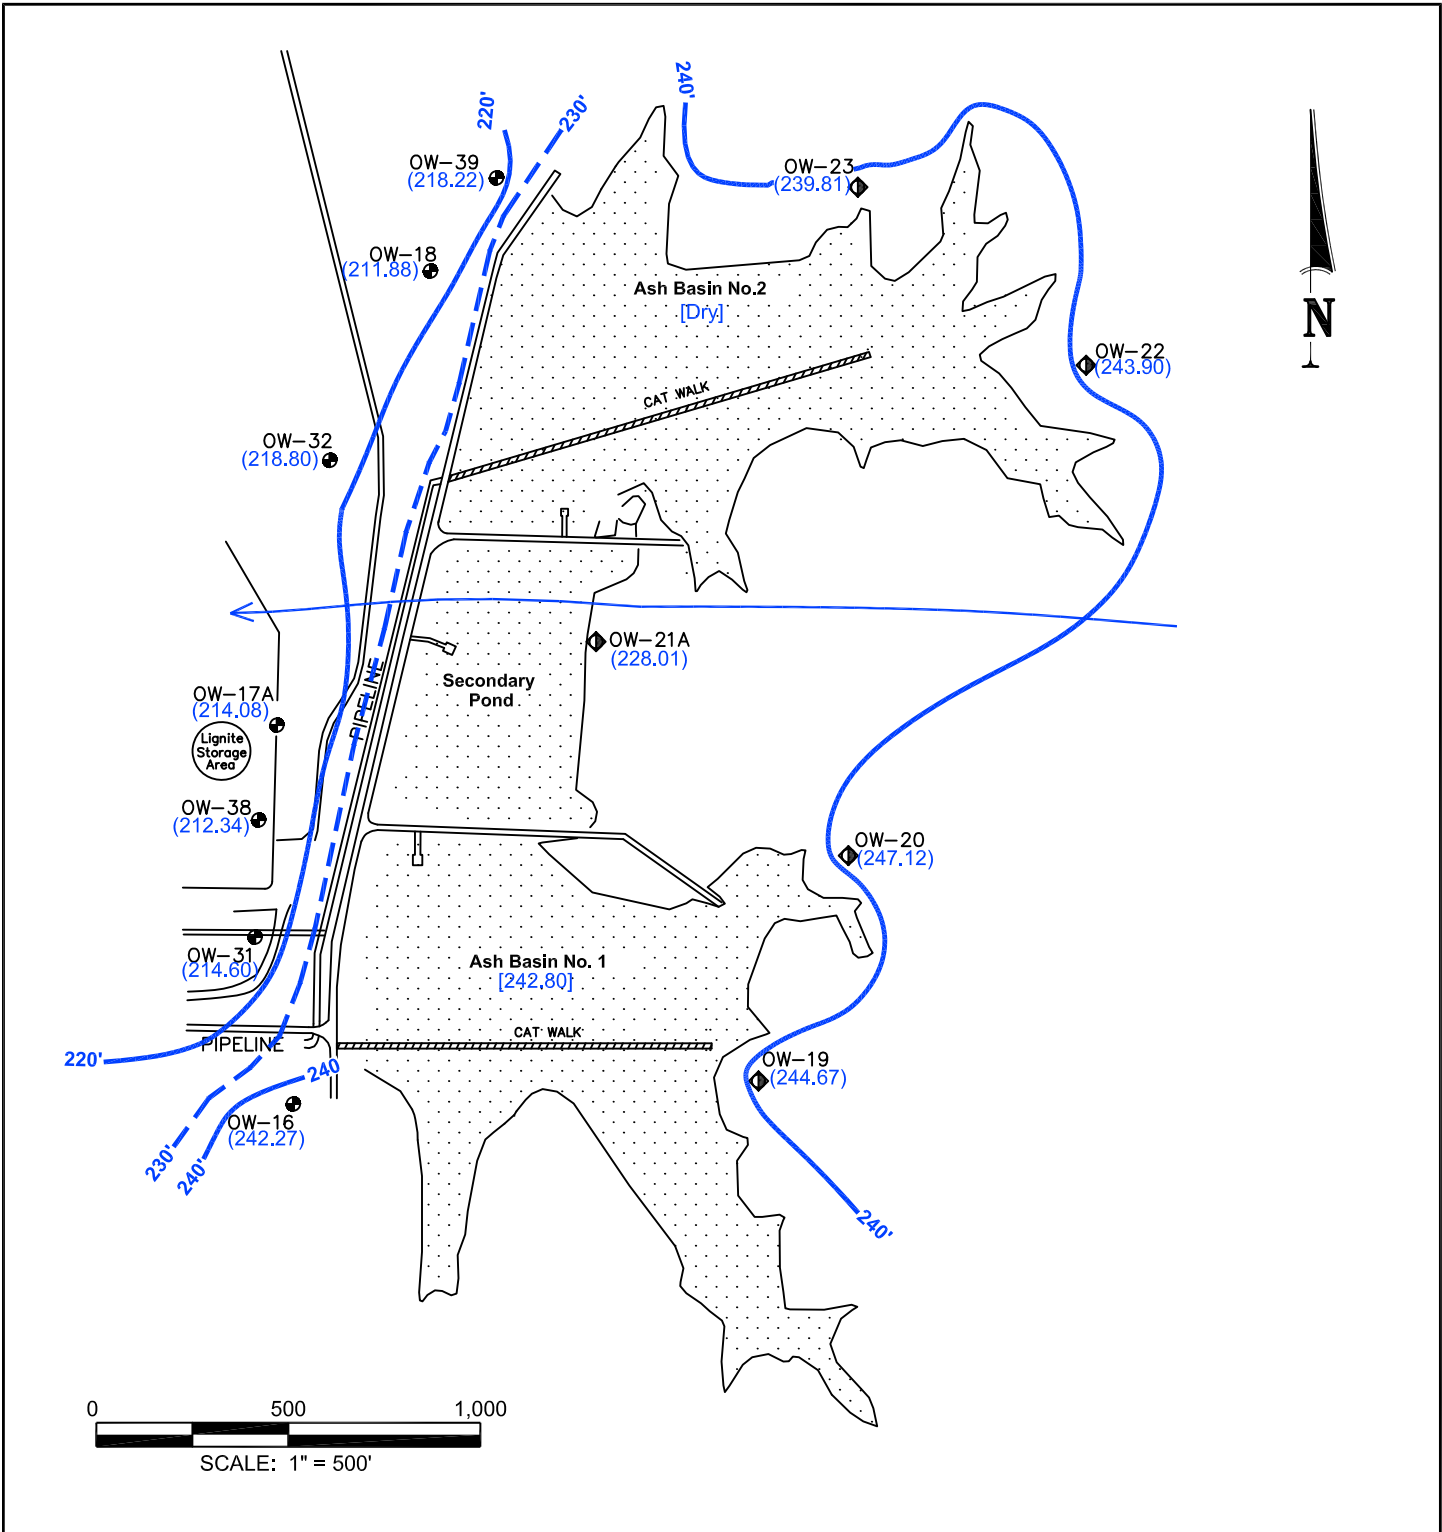 240'
220'
230'
OW-39
(218.22)
OW-23
(239.81)
OW-18
(211.88)
Ash Basin No.2
[Dry]
N
OW-22
(243.90)
CAT WALK
OW-32
(218.80)
OW-21A
(228.01)
Secondary
Pond
PIPELINE
OW-17A
(214.08)
Lignite
Storage
Area
OW-38
(212.34)
OW-20
(247.12)
OW-31
(214.60)
Ash Basin No. 1
[242.80]
CAT WALK
PIPELINE
220'
240
OW-19
(244.67)
OW-16
(242.27)
230'
240'
240'
0 500 1,000
SCALE: 1" = 500'